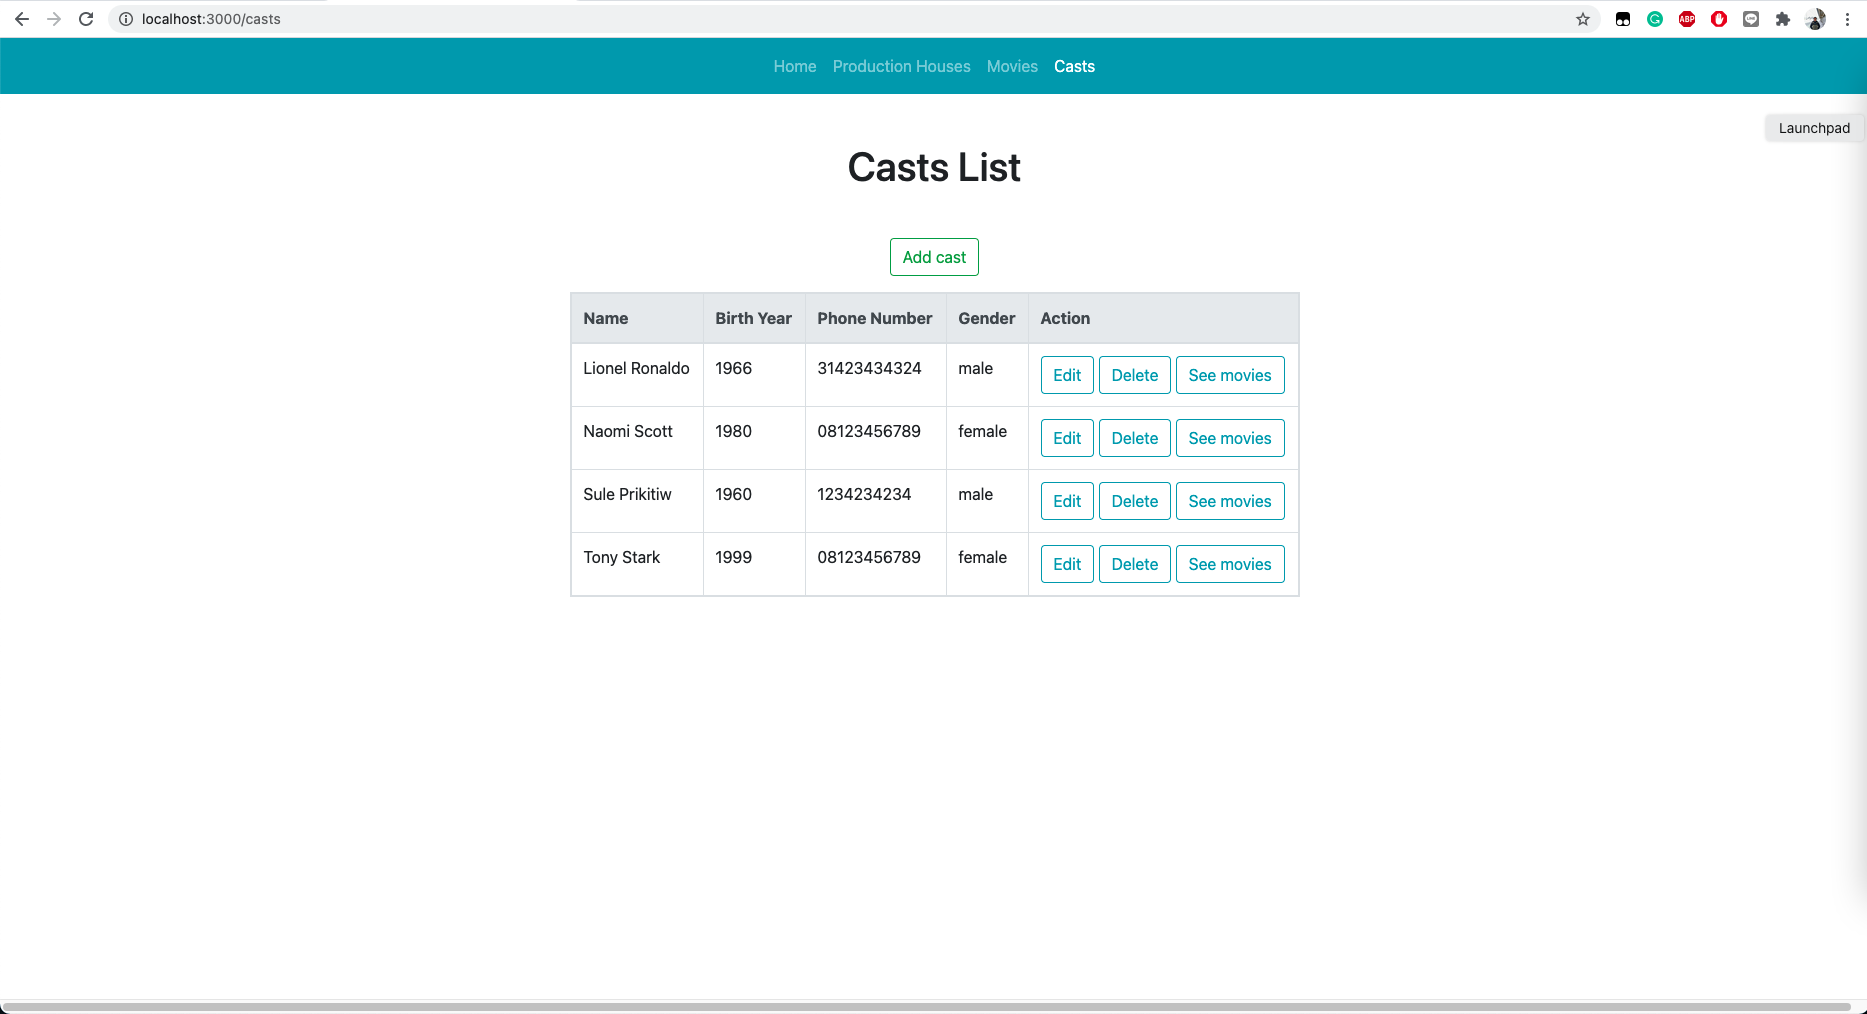 localhost:3000/casts
ABP
Home Production Houses Movies Casts
Launchpad
Casts List
Add cast
Name Birth Year Phone Number Gender Action
Lionel Ronaldo 1966 31423434324 male Edit Delete See movies
Naomi Scott 1980 08123456789 female Edit Delete See movies
Sule Prikitiw 1960 1234234234 male Edit Delete See movies
Tony Stark 1999 08123456789 female Edit Delete See movies